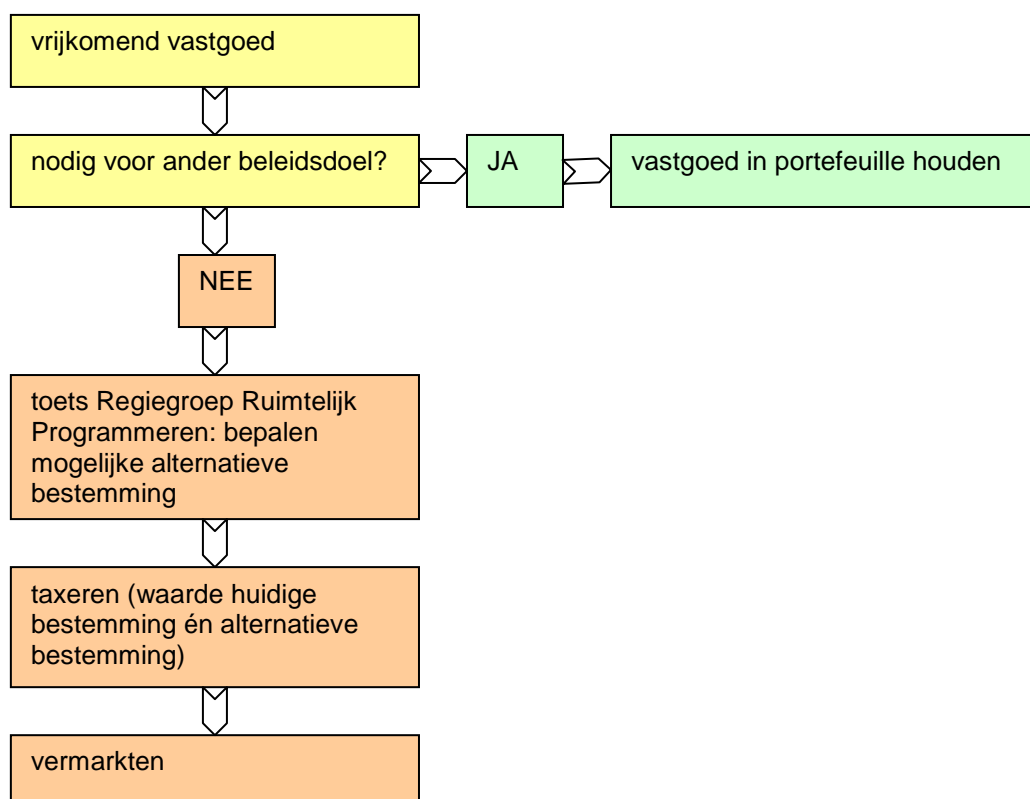 vrijkomend vastgoed
nodig voor ander beleidsdoel?
JA
vastgoed in portefeuille houden
NEE
toets Regiegroep Ruimtelijk
Programmeren: bepalen
mogelijke alternatieve
bestemming
taxeren (waarde huidige
bestemming én alternatieve
bestemming)
vermarkten